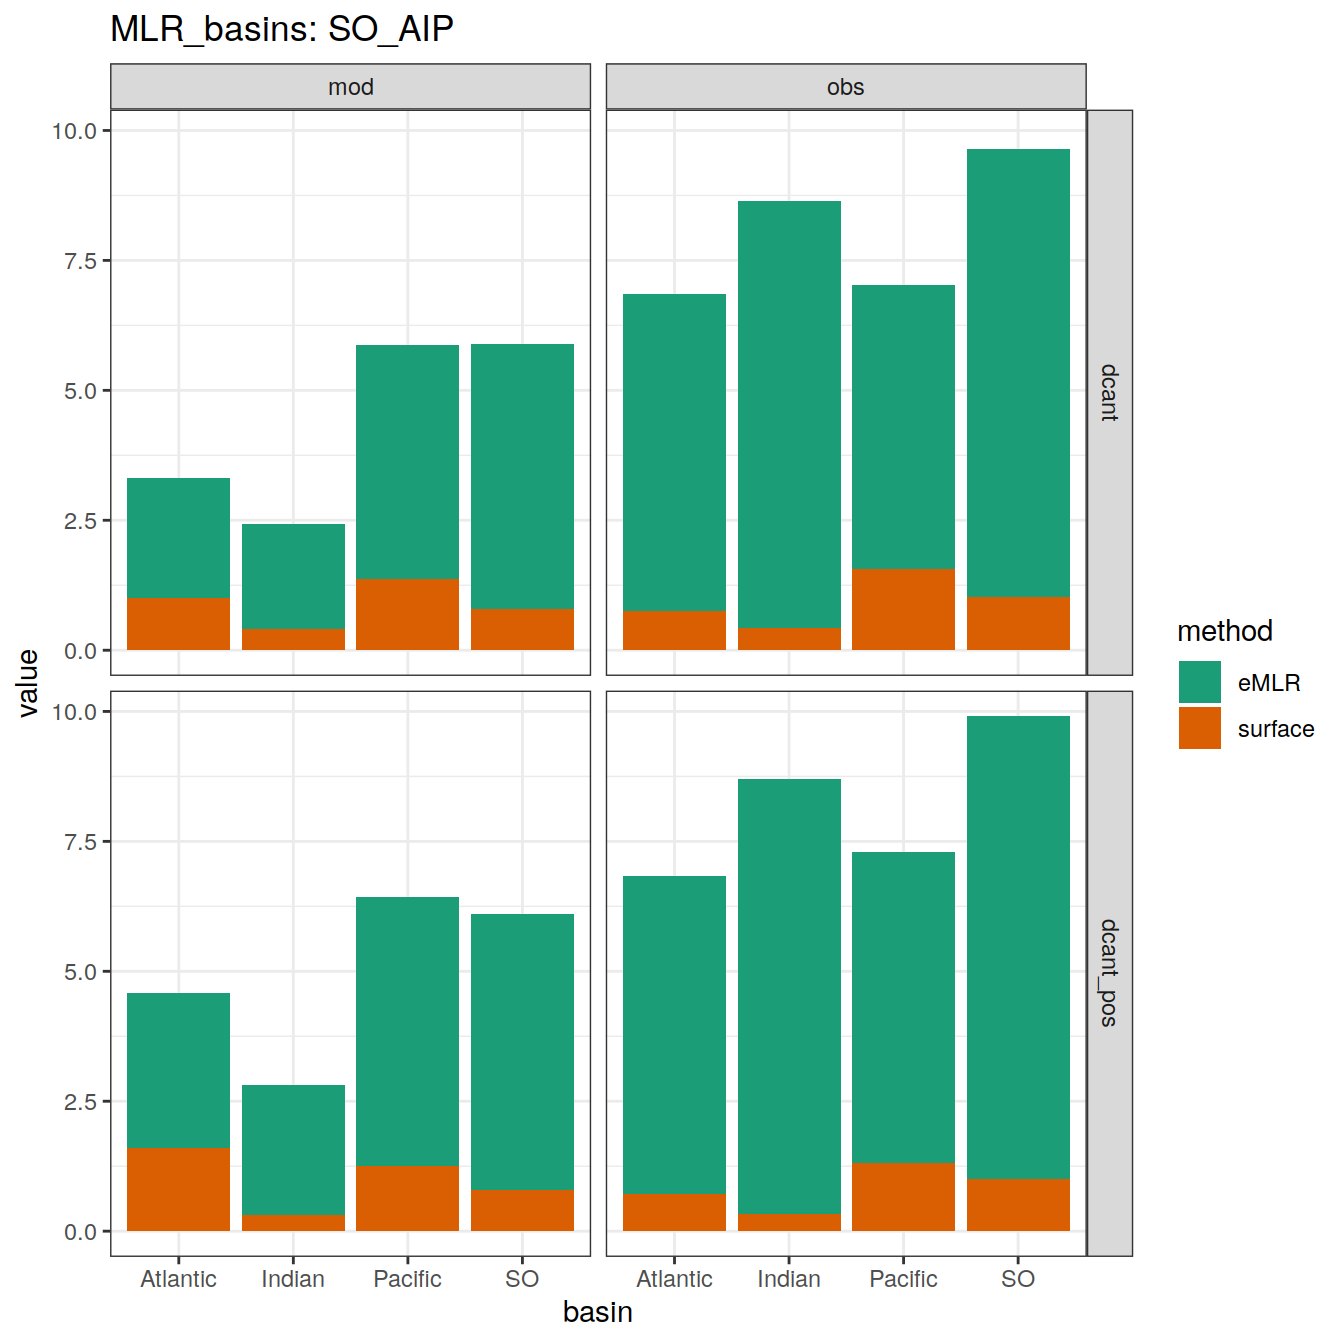 MLR_basins: SO_AIP
mod
obs
10.0
7.5
5.0
2.5
0.0
dcant
10.0
7.5
5.0
2.5
0.0
dcant_pos
value
Atlantic Indian Pacific SO
Atlantic Indian Pacific SO
basin
method
eMLR
surface